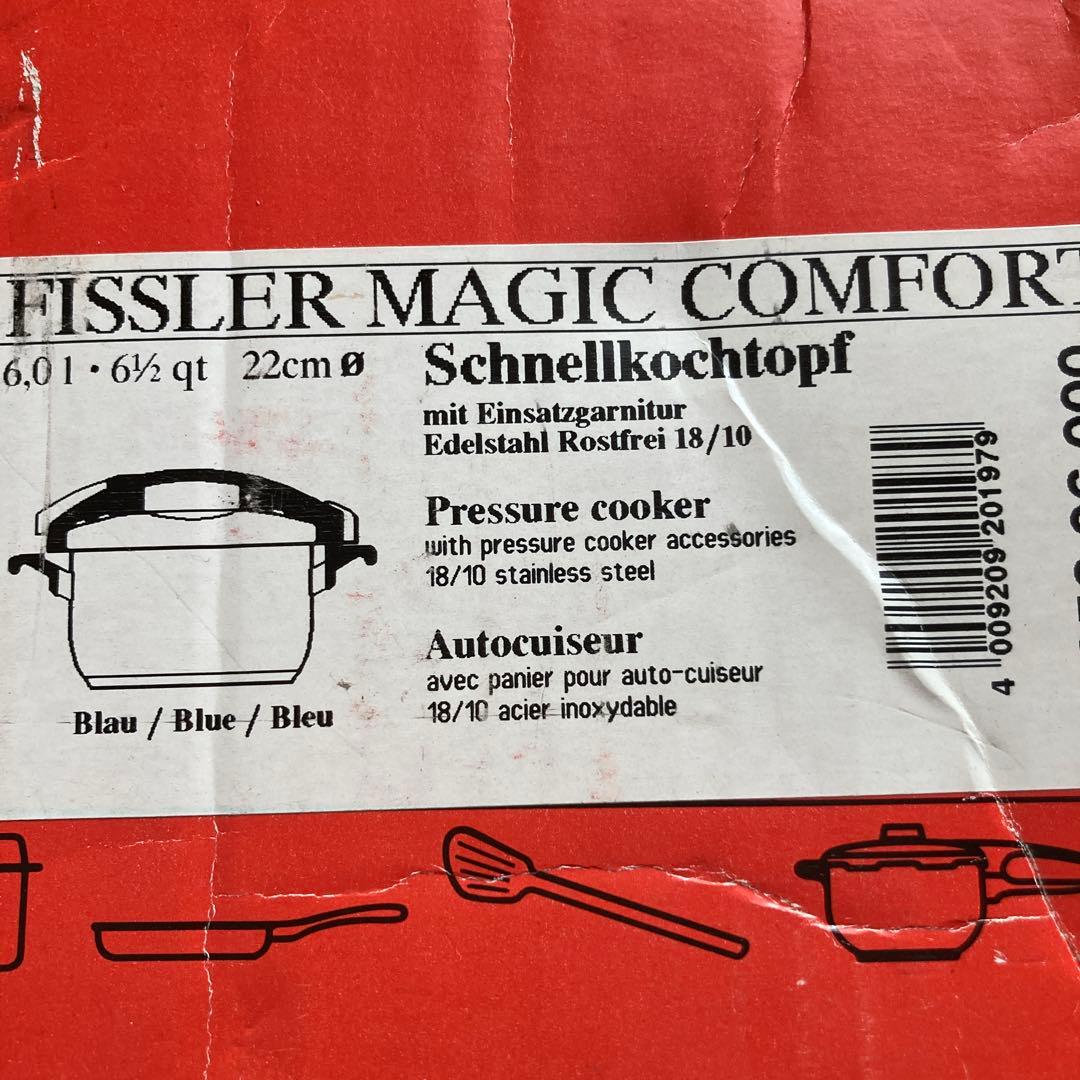 FISSLER MAGIC COMFORT
6,0 l • 6½ qt 22cm Ø
Schnellkochtopf
mit Einsatzgarnitur
Edelstahl Rostfrei 18/10
Pressure cooker
with pressure cooker accessories
18/10 stainless steel
Autocuiseur
avec panier pour auto-cuiseur
18/10 acier inoxydable
Blau / Blue / Bleu
4 009209 201979
000